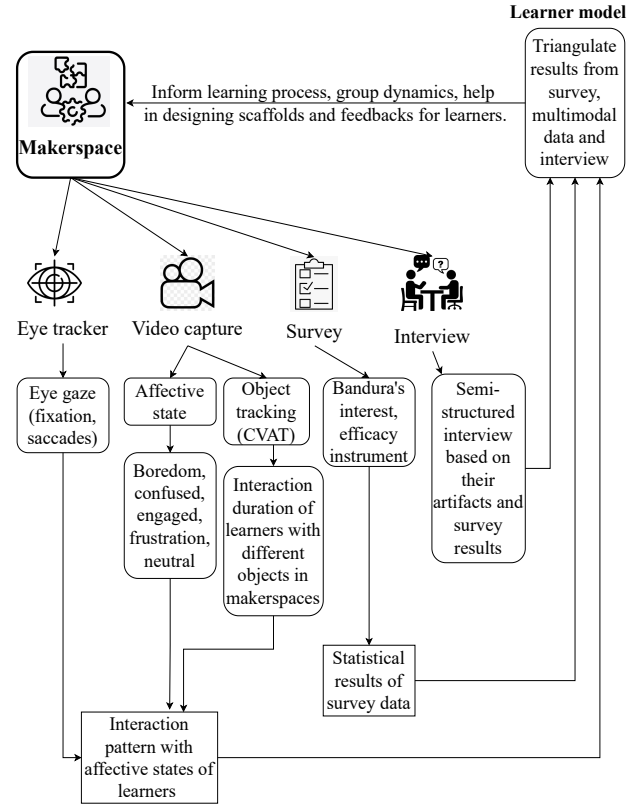 Learner model
Triangulate
results from
survey,
multimodal
data and
interview
Inform learning process, group dynamics, help
in designing scaffolds and feedbacks for learners.
Makerspace
?
Eye tracker
Video capture
Survey
Interview
Eye gaze
(fixation,
saccades)
Affective
state
Object
tracking
(CVAT)
Bandura's
interest,
efficacy
instrument
Semi-
structured
interview
based on
their
artifacts and
survey
results
Boredom,
confused,
engaged,
frustration,
neutral
Interaction
duration of
learners with
different
objects in
makerspaces
Statistical
results of
survey data
Interaction
pattern with
affective states of
learners